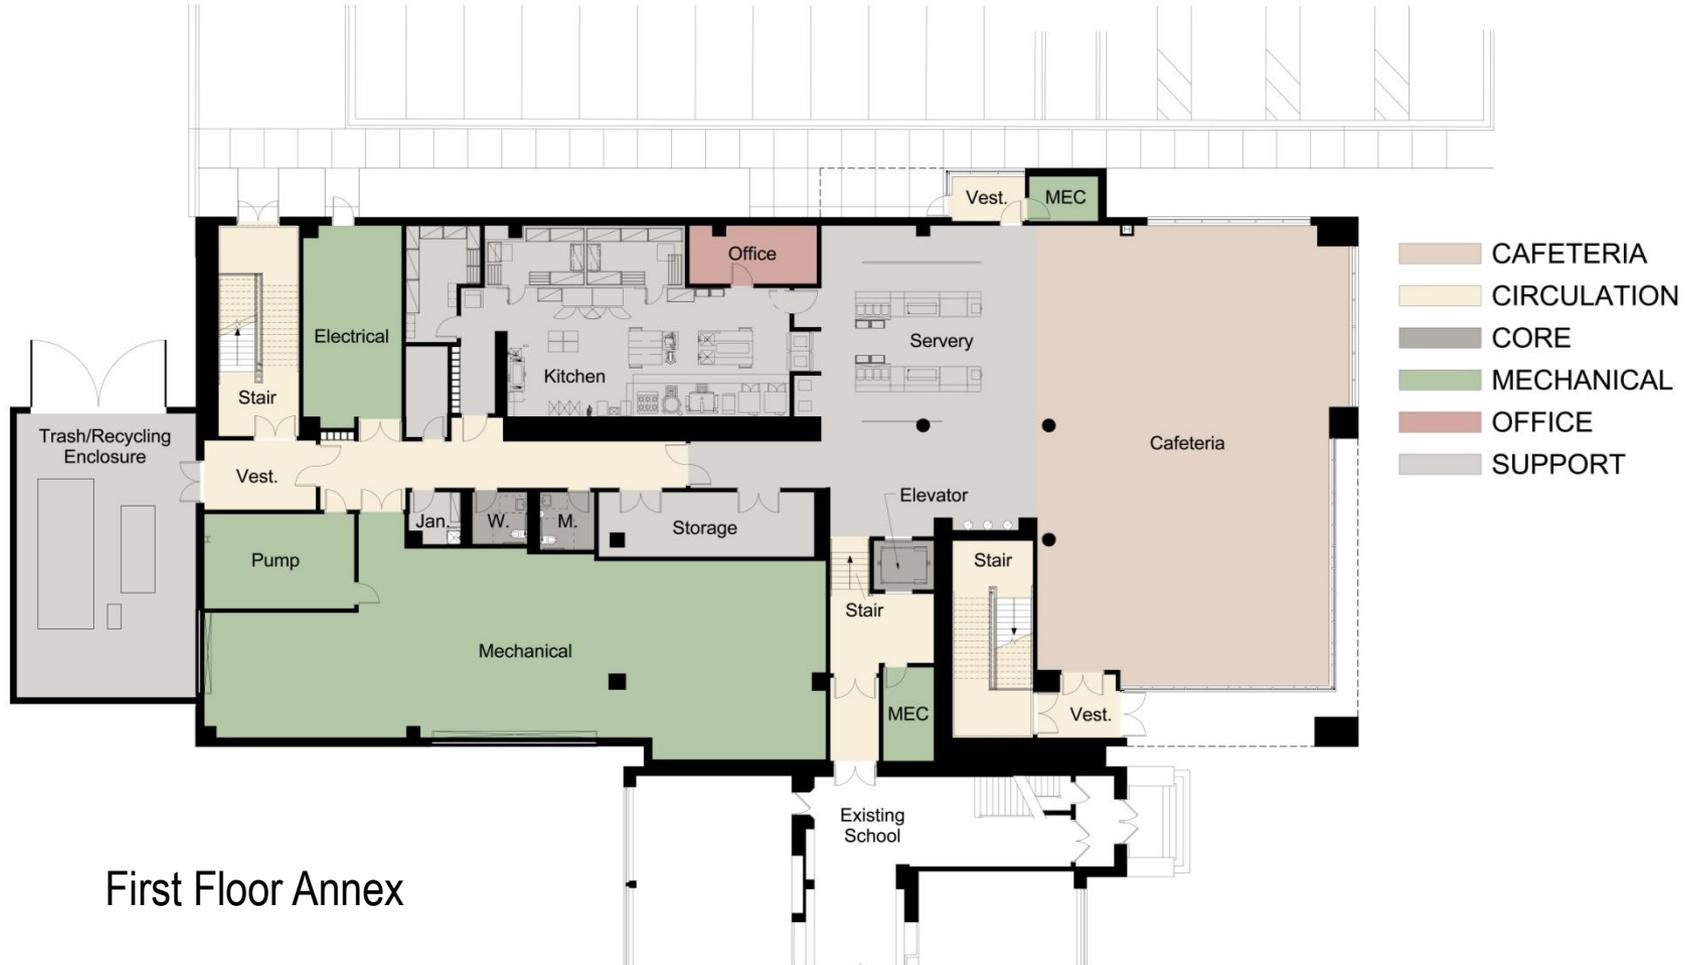 Vest.
MEC
Office
Electrical
Servery
Kitchen
Stair
Trash/Recycling
Enclosure
Cafeteria
Vest.
Elevator
Jan.
W.
M.
Storage
Pump
Stair
Stair
Mechanical
MEC
Vest.
Existing
School
CAFETERIA
CIRCULATION
CORE
MECHANICAL
OFFICE
SUPPORT
First Floor Annex